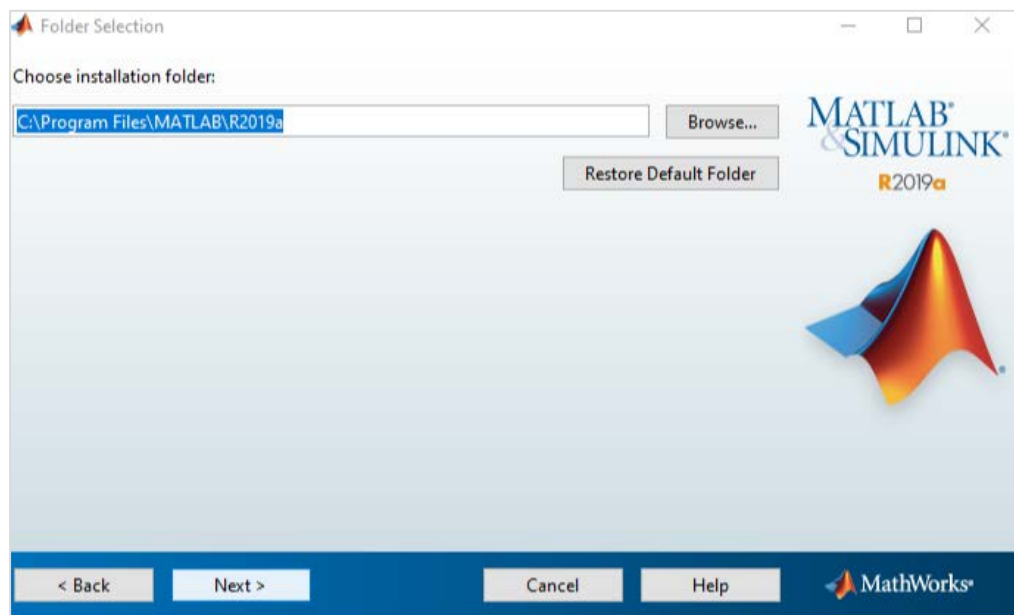 Folder Selection
Choose installation folder:
C:\Program Files\MATLAB\R2019a
Browse...
Restore Default Folder
MATLAB®
&SIMULINK®
R2019a
®
< Back
Next >
Cancel
Help
MathWorks®